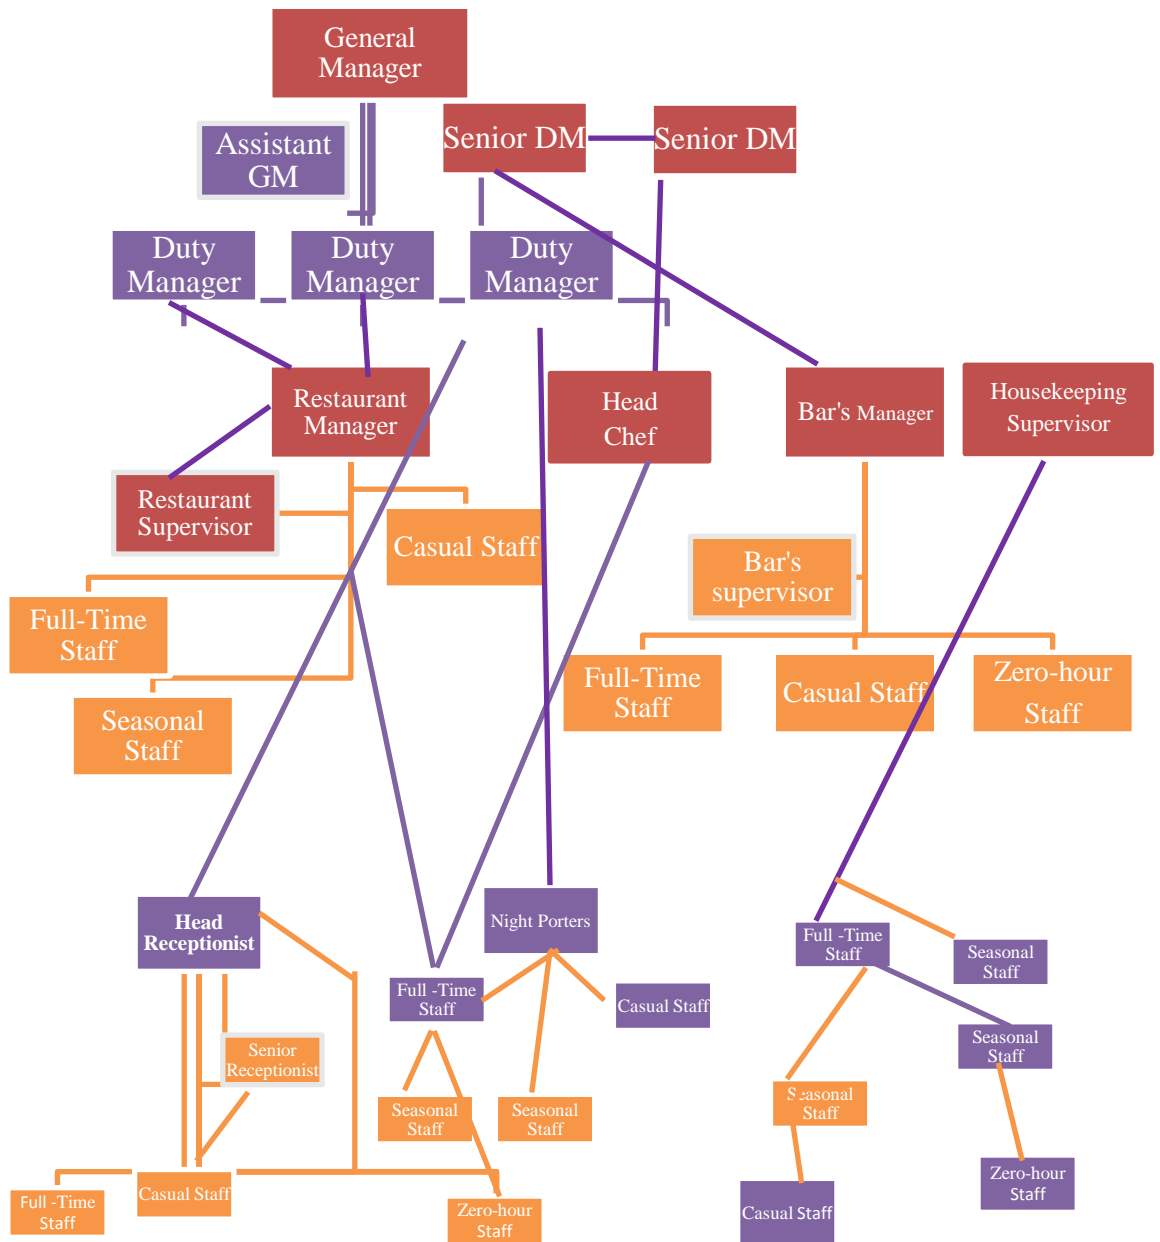 General
Manager
Assistant
GM
Senior DM
Senior DM
Duty
Manager
Duty
Manager
Duty
Manager
Restaurant
Manager
Head
Chef
Bar's Manager
Housekeeping
Supervisor
Restaurant
Supervisor
Casual Staff
Bar's
supervisor
Full-Time
Staff
Seasonal
Staff
Full-Time
Staff
Casual Staff
Zero-hour
Staff
Head
Receptionist
Night Porters
Full -Time
Staff
Casual Staff
Full -Time
Staff
Seasonal
Staff
Senior
Receptionist
Seasonal
Staff
Seasonal
Staff
Seasonal
Staff
Seasonal
Staff
Full -Time
Staff
Casual Staff
Zero-hour
Staff
Casual Staff
Zero-hour
Staff